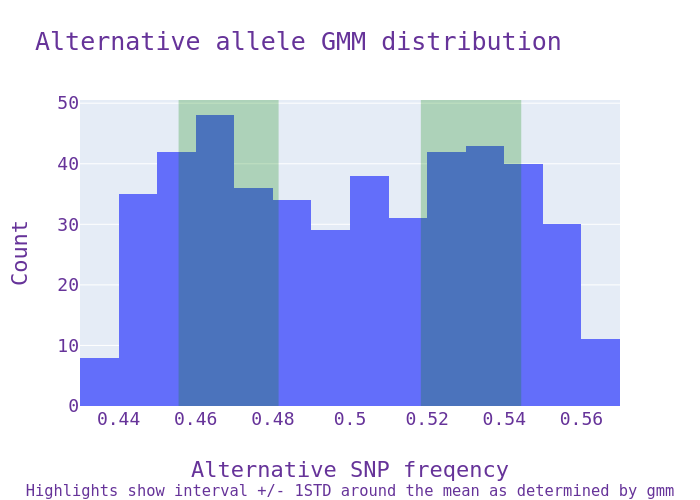 Alternative allele GMM distribution
50
40
30
20
10
0
Count
0.44 0.46 0.48 0.5 0.52 0.54 0.56
Alternative SNP freqency
Highlights show interval +/- 1STD around the mean as determined by gmm